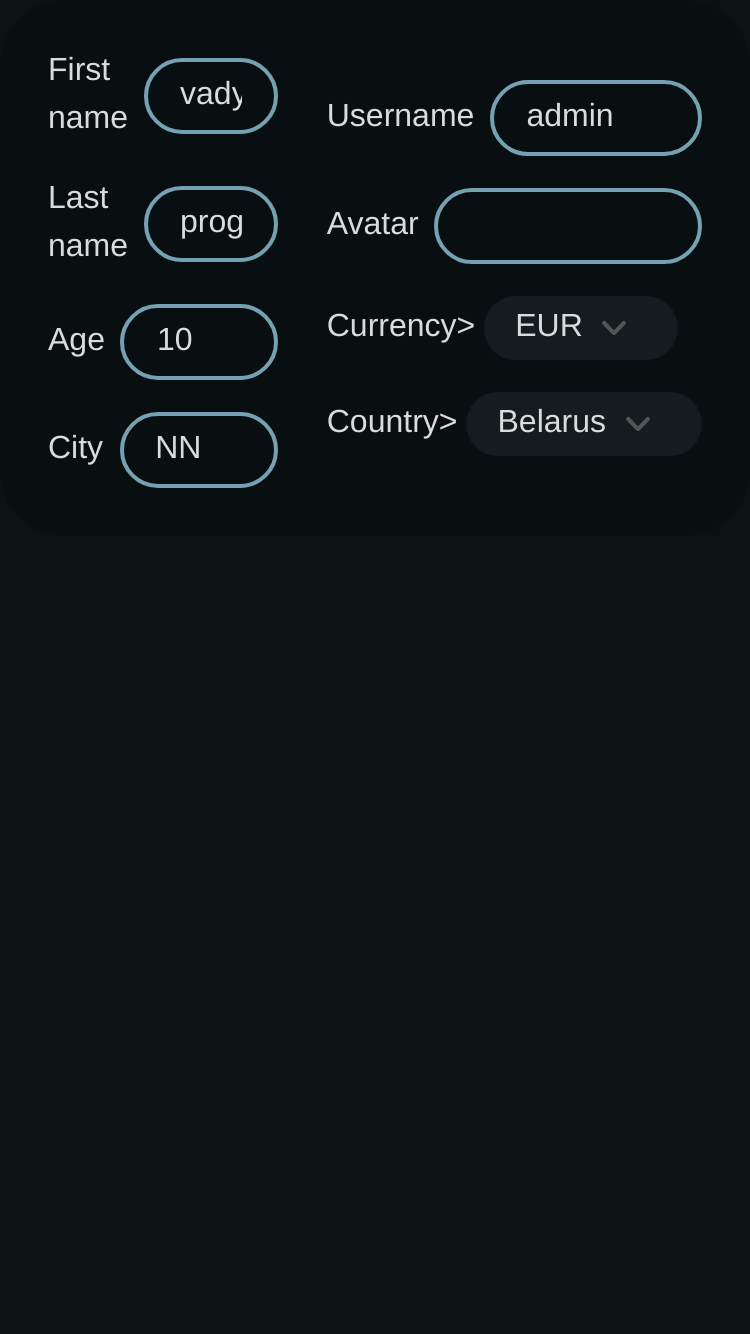 First
name
vady
Last
name
prog
Age
10
City
NN
Username
admin
Avatar
Currency>
EUR
Country>
Belarus